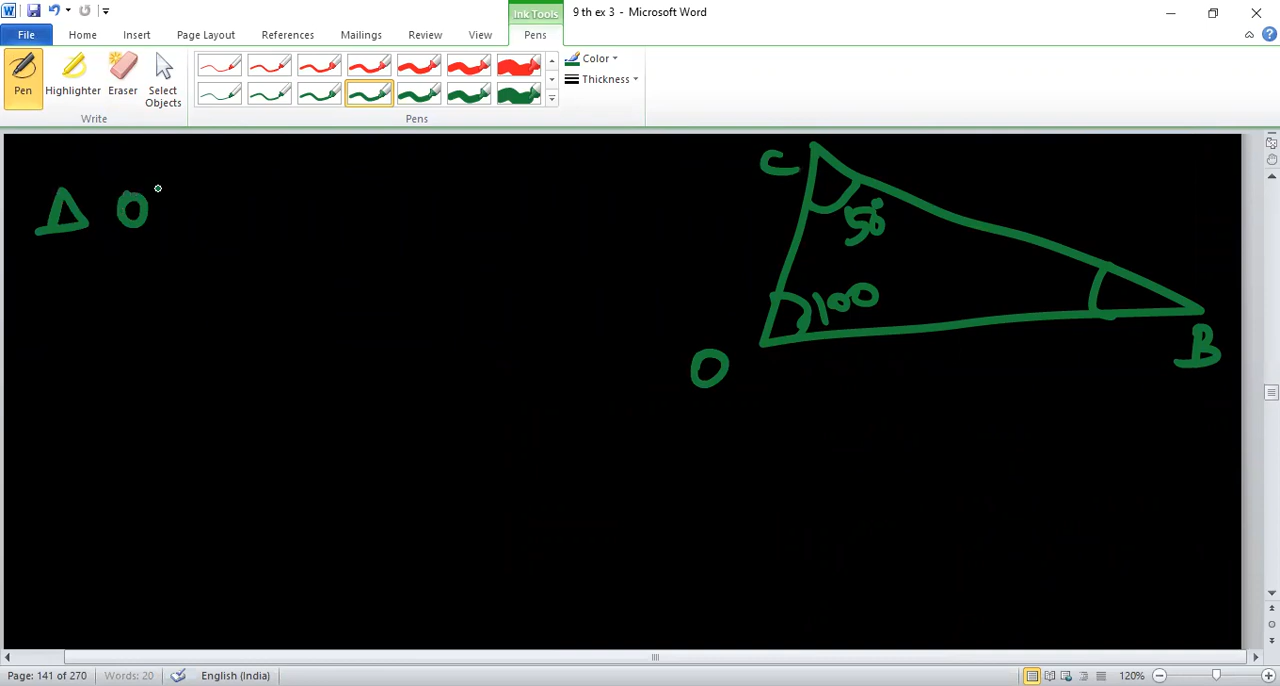 9 th ex 3 - Microsoft Word
Ink Tools
File Home Insert Page Layout References Mailings Review View Pens
Pen Highlighter Eraser Select Objects
Color
Thickness
Write
Pens
C
50°
Δ O
100
B
O
Page: 141 of 270 Words: 20 English (India) 120%